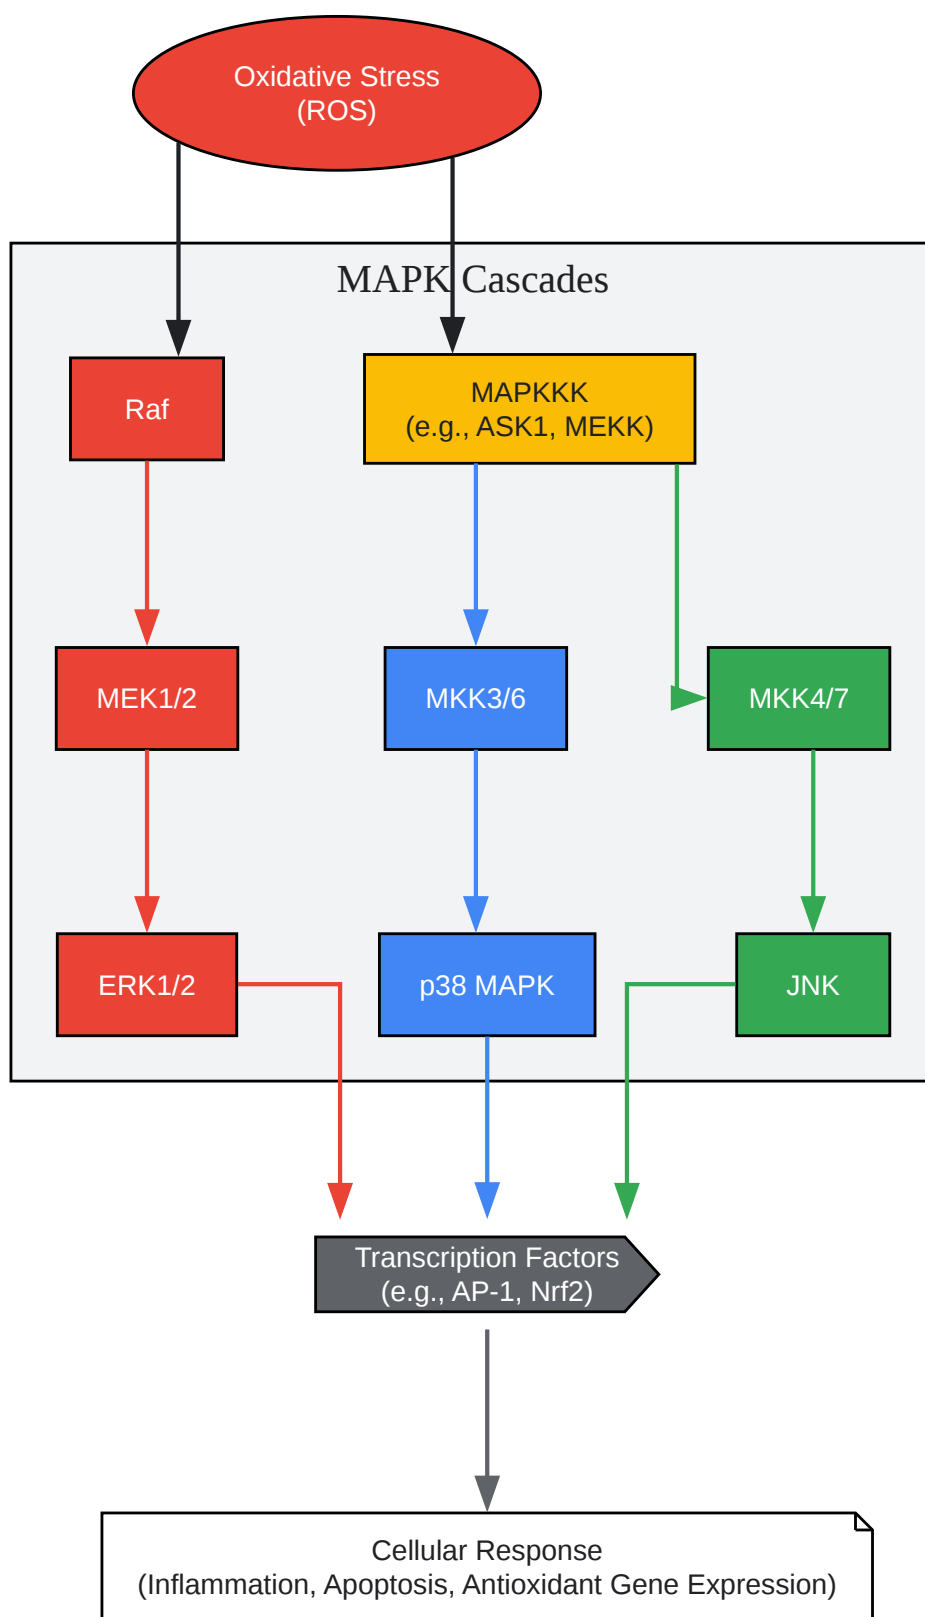 Oxidative Stress
(ROS)
MAPK Cascades
Raf
MAPKKK
(e.g., ASK1, MEKK)
MEK1/2
MKK3/6
MKK4/7
ERK1/2
p38 MAPK
JNK
Transcription Factors
(e.g., AP-1, Nrf2)
Cellular Response
(Inflammation, Apoptosis, Antioxidant Gene Expression)